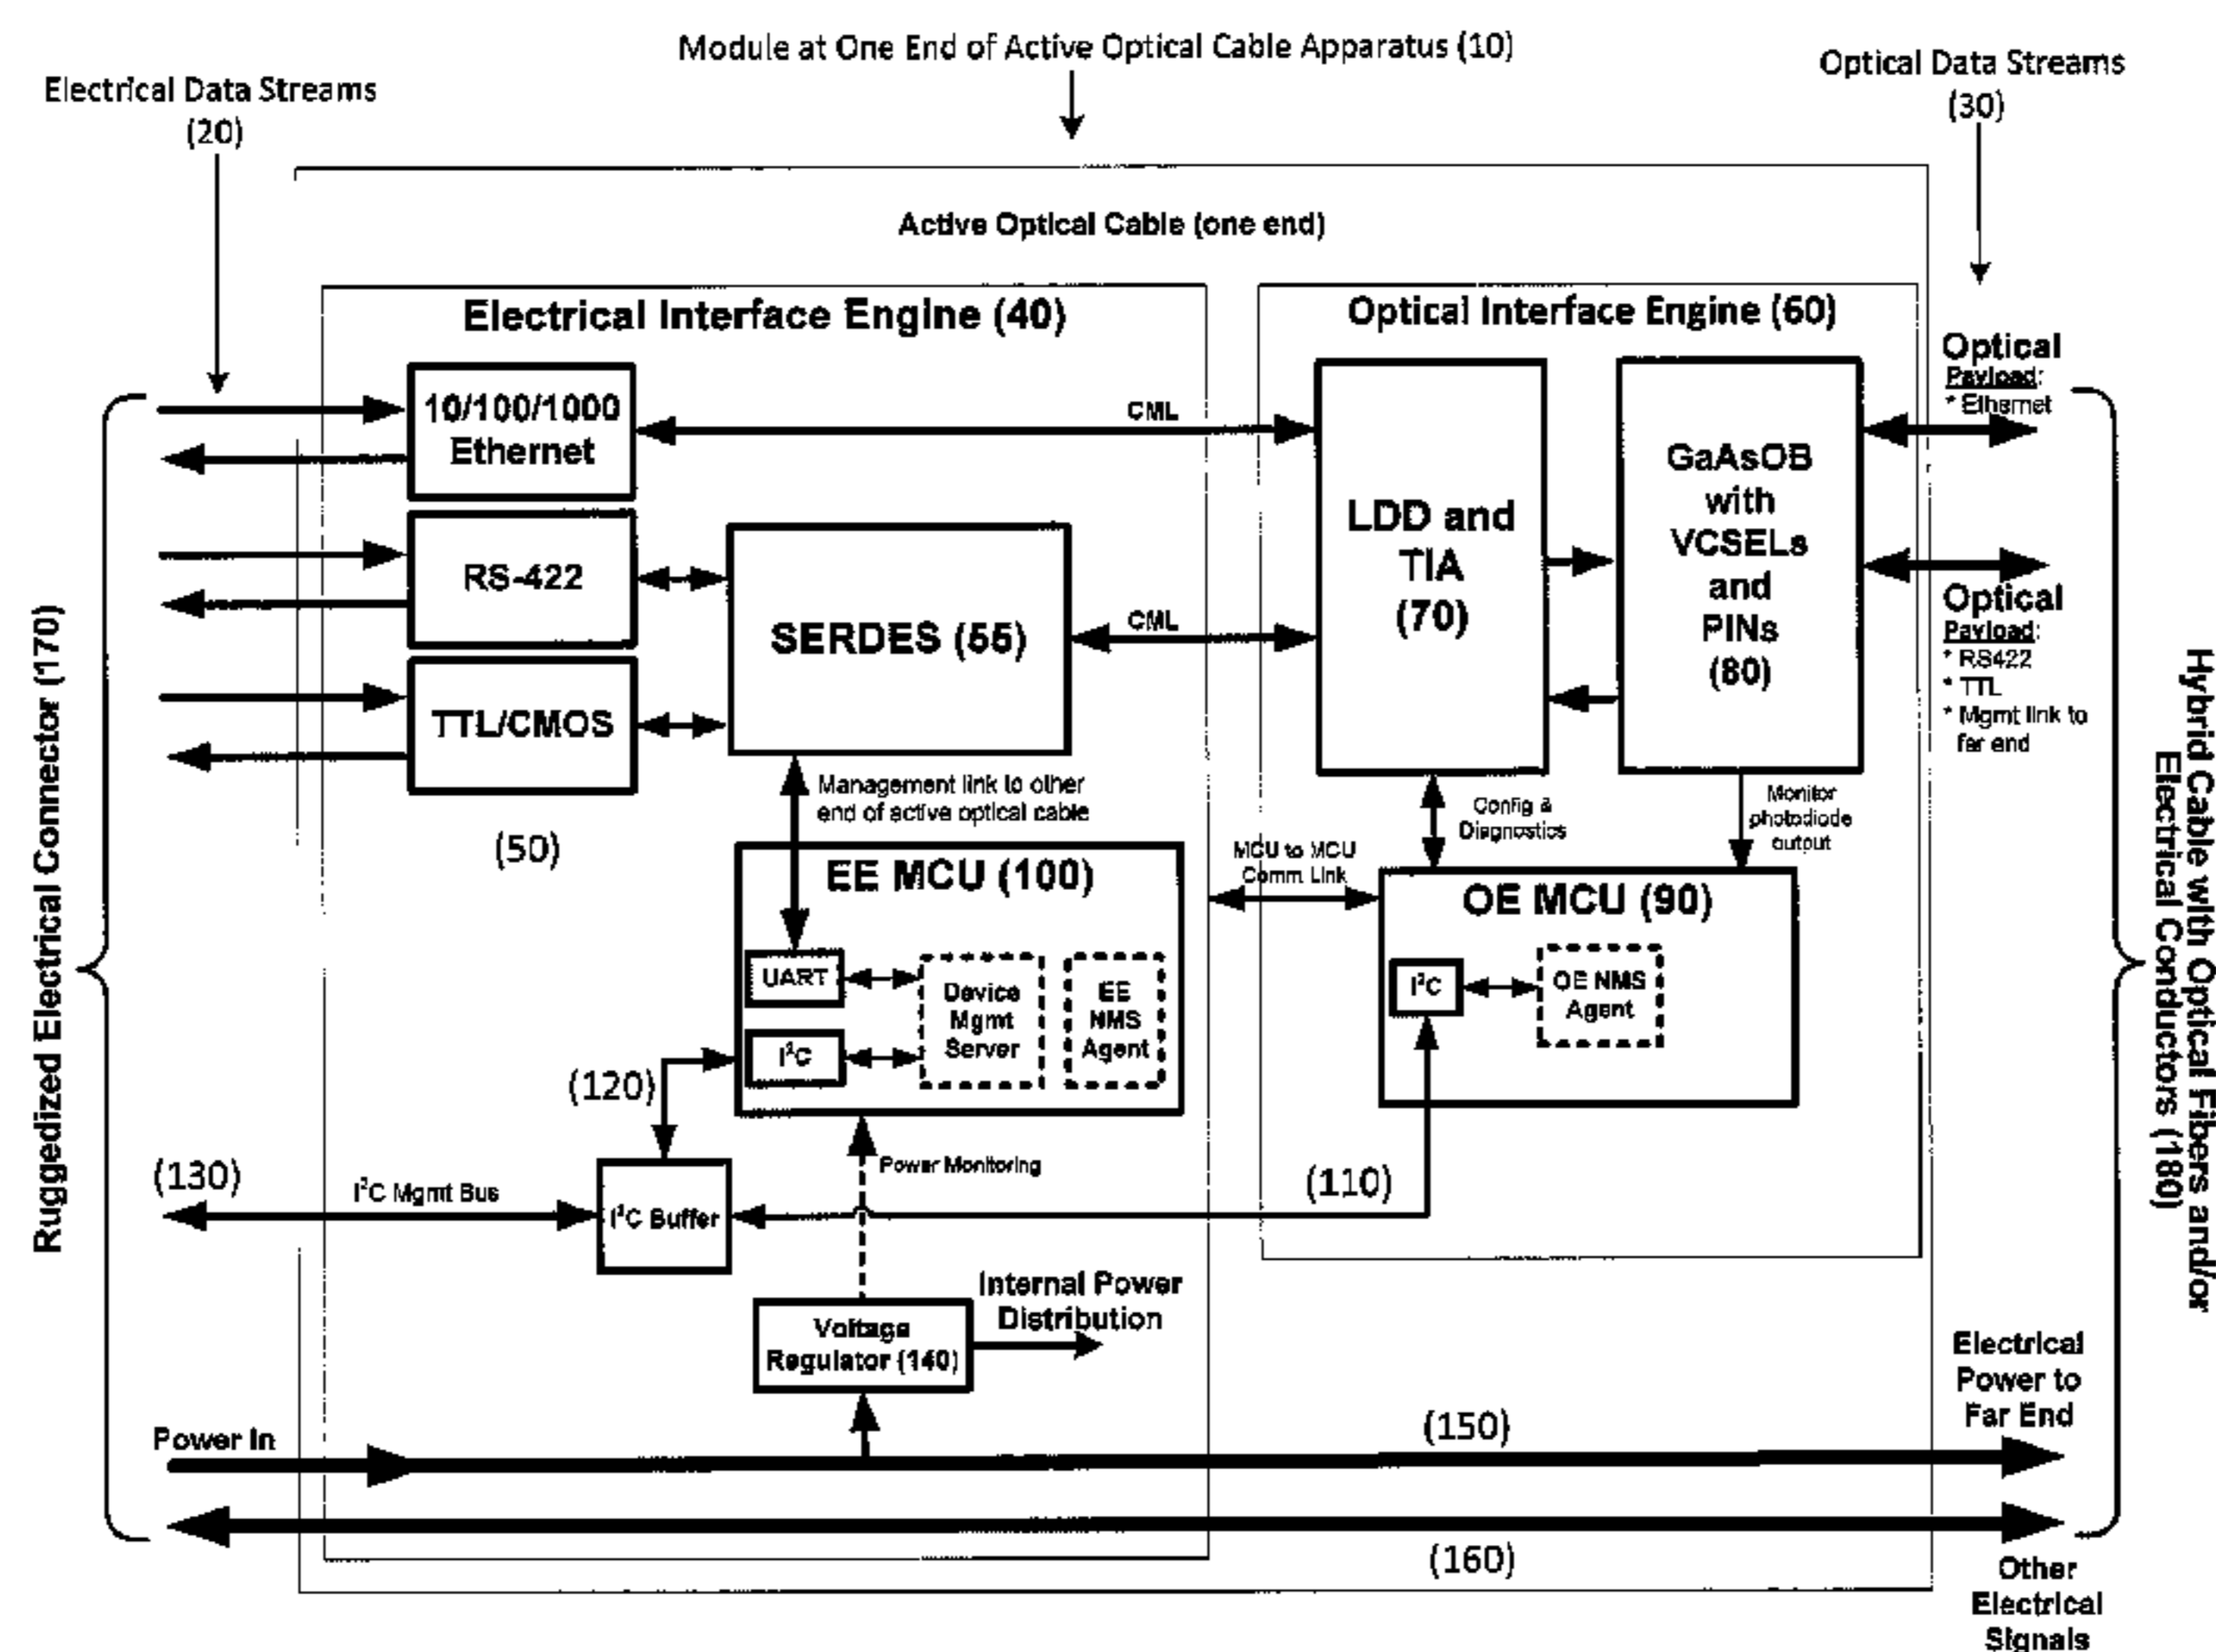 Module at One End of Active Optical Cable Apparatus (10)
Electrical Data Streams
(20)
Optical Data Streams
(30)
Active Optical Cable (one end)
Electrical Interface Engine (40)
Optical Interface Engine (60)
10/100/1000
Ethernet
RS-422
TTL/CMOS
(50)
SERDES (55)
CML
CML
LDD and
TIA
(70)
GaAsOB
with
VCSELs
and
PINs
(80)
Optical
Payload:
* Ethernet
Optical
Payload:
* RS422
* TTL
* Mgmt link to
far end
Management link to other
end of active optical cable
Config &
Diagnostics
Monitor
photodiode
output
MCU to MCU
Comm Link
EE MCU (100)
UART
I²C
Device
Mgmt
Server
EE
NMS
Agent
OE MCU (90)
I²C
OE NMS
Agent
(120)
(110)
(130)
I²C Mgmt Bus
I²C Buffer
Power Monitoring
Internal Power
Distribution
Voltage
Regulator (140)
Power In
(150)
Electrical
Power to
Far End
(160)
Other
Electrical
Signals
Ruggedized Electrical Connector (170)
Hybrid Cable with Optical Fibers and/or
Electrical Conductors (180)